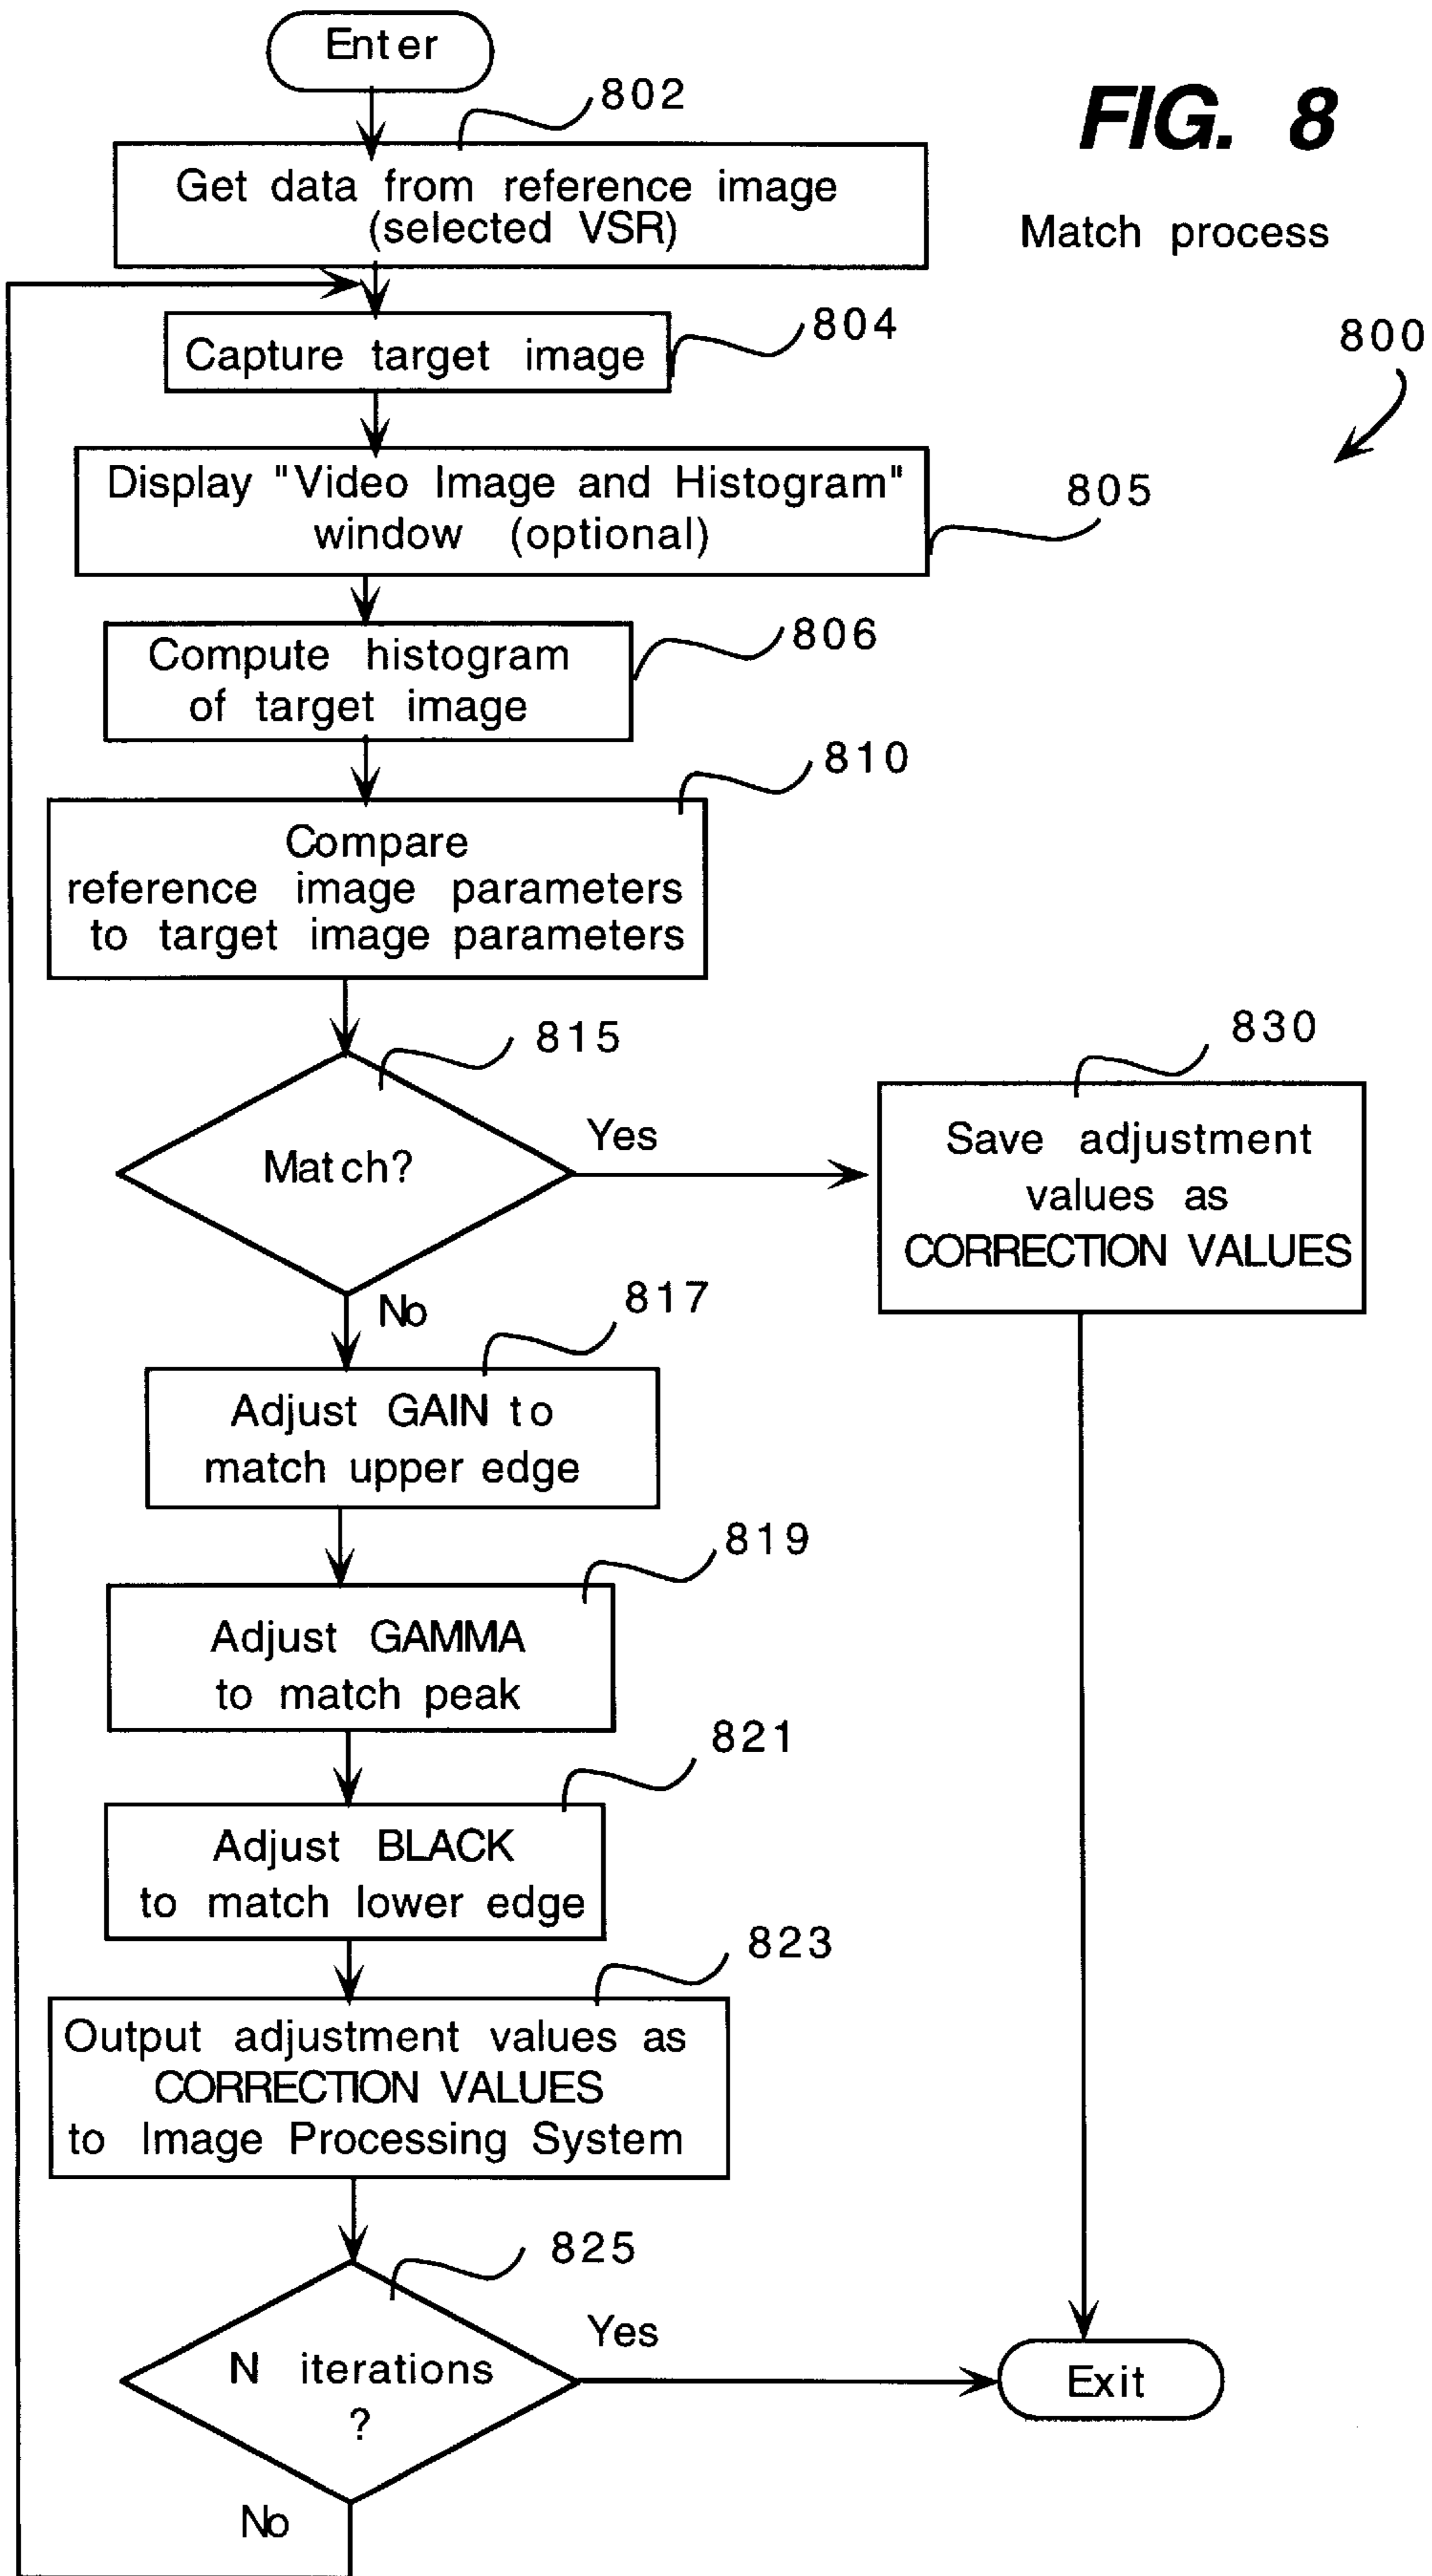 Enter
802
FIG. 8
Get data from reference image
(selected VSR)
Match process
804
800
Capture target image
Display "Video Image and Histogram"
window (optional)
805
806
Compute histogram
of target image
810
Compare
reference image parameters
to target image parameters
815
830
Match?
Yes
Save adjustment
values as
CORRECTION VALUES
No
817
Adjust GAIN to
match upper edge
819
Adjust GAMMA
to match peak
821
Adjust BLACK
to match lower edge
823
Output adjustment values as
CORRECTION VALUES
to Image Processing System
825
Yes
N iterations
?
Exit
No